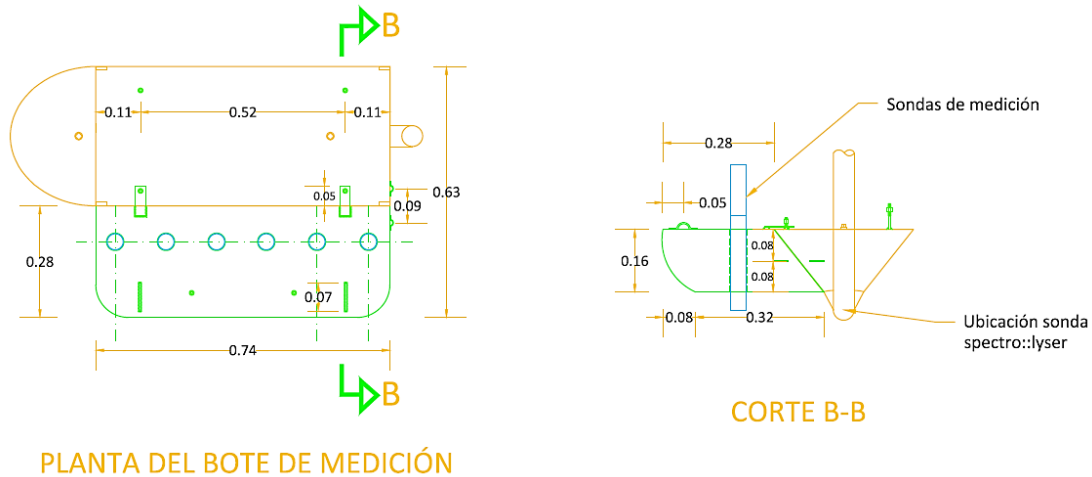 B
0.11
0.52
0.11
0.05
0.09
0.63
0.28
0.07
0.74
B
PLANTA DEL BOTE DE MEDICIÓN
Sondas de medición
0.28
0.05
0.16
0.08
0.08
0.08
0.32
Ubicación sonda
spectro::lyser
CORTE B-B